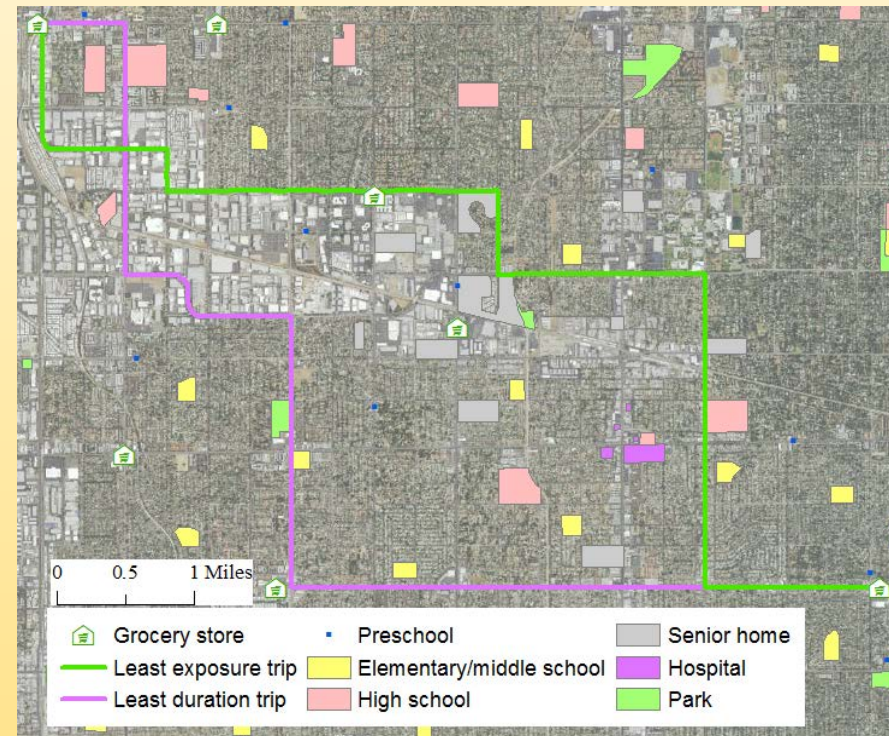 0 0.5 1 Miles
Grocery store
Preschool
Senior home
Least exposure trip
Elementary/middle school
Hospital
Least duration trip
High school
Park